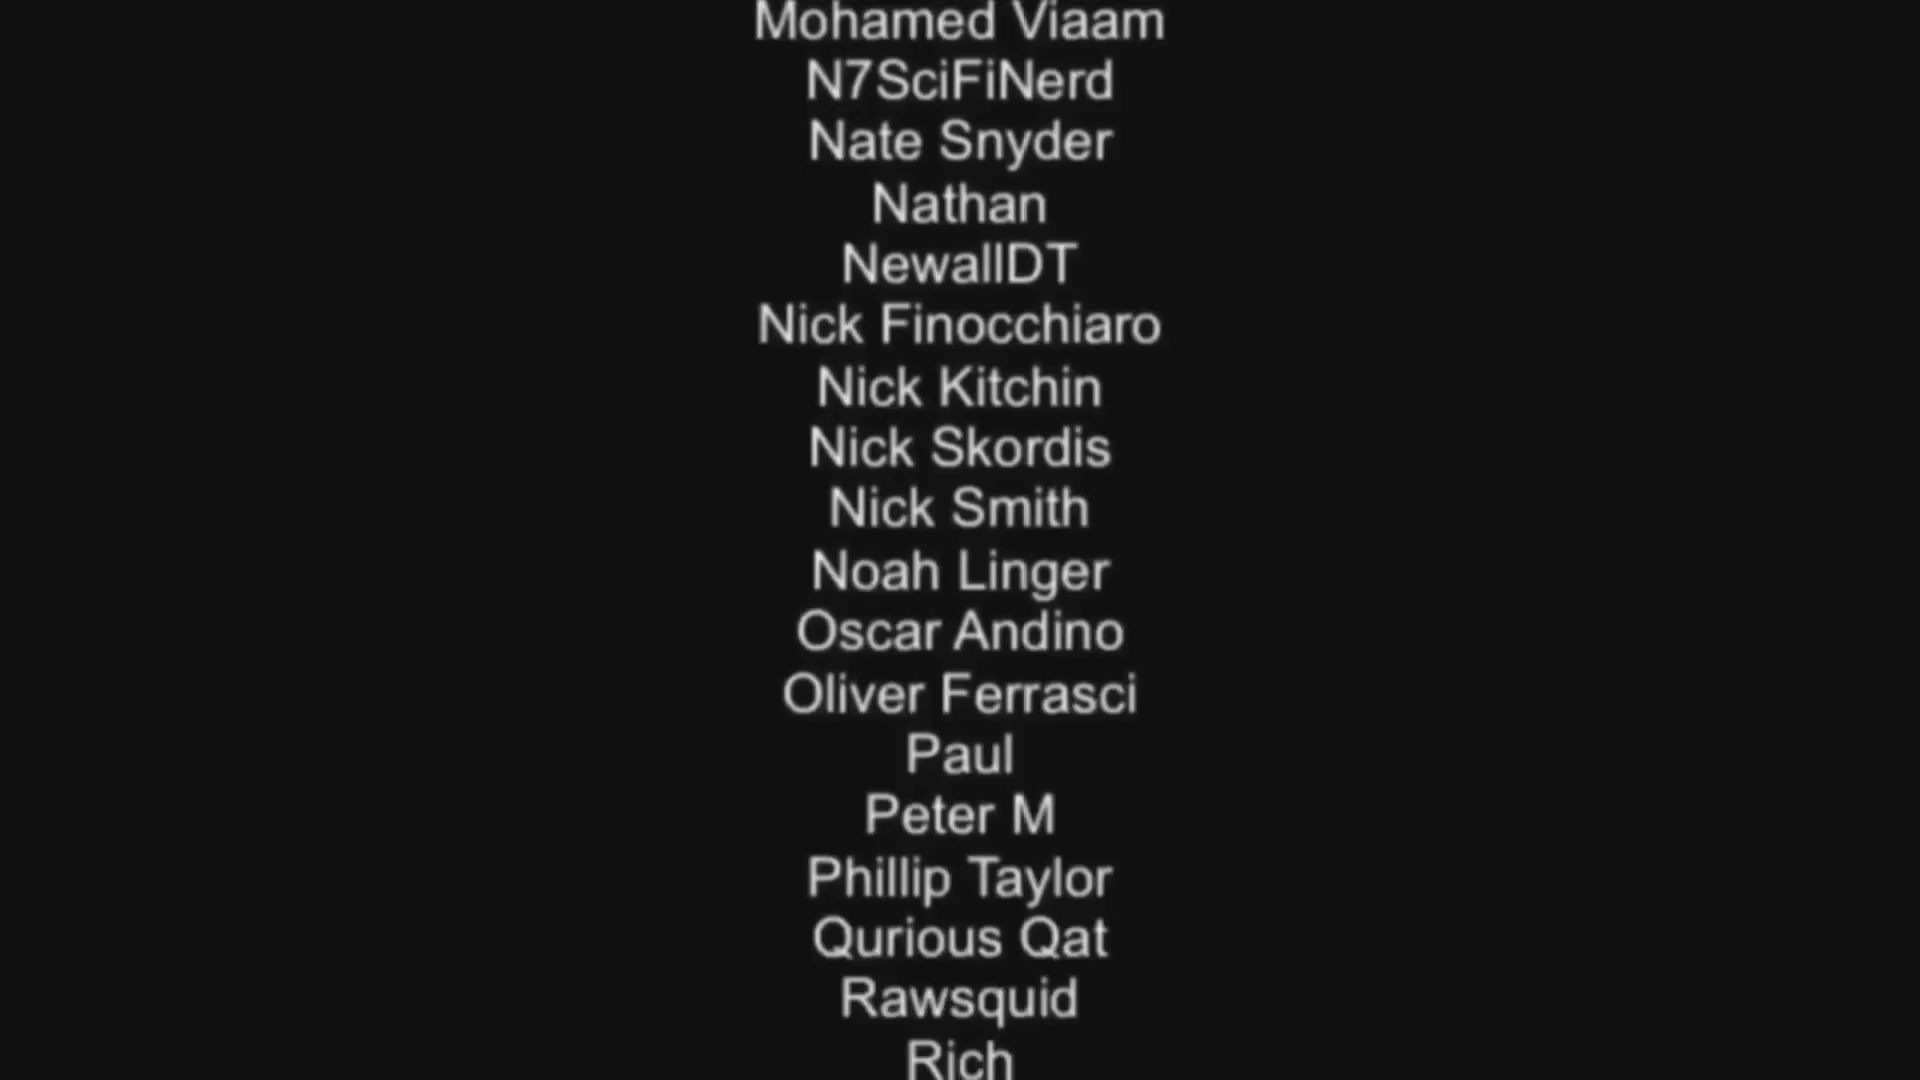 Mohamed Viaam
N7SciFiNerd
Nate Snyder
Nathan
NewallDT
Nick Finocchiaro
Nick Kitchin
Nick Skordis
Nick Smith
Noah Linger
Oscar Andino
Oliver Ferrasci
Paul
Peter M
Phillip Taylor
Qurious Qat
Rawsquid
Rich